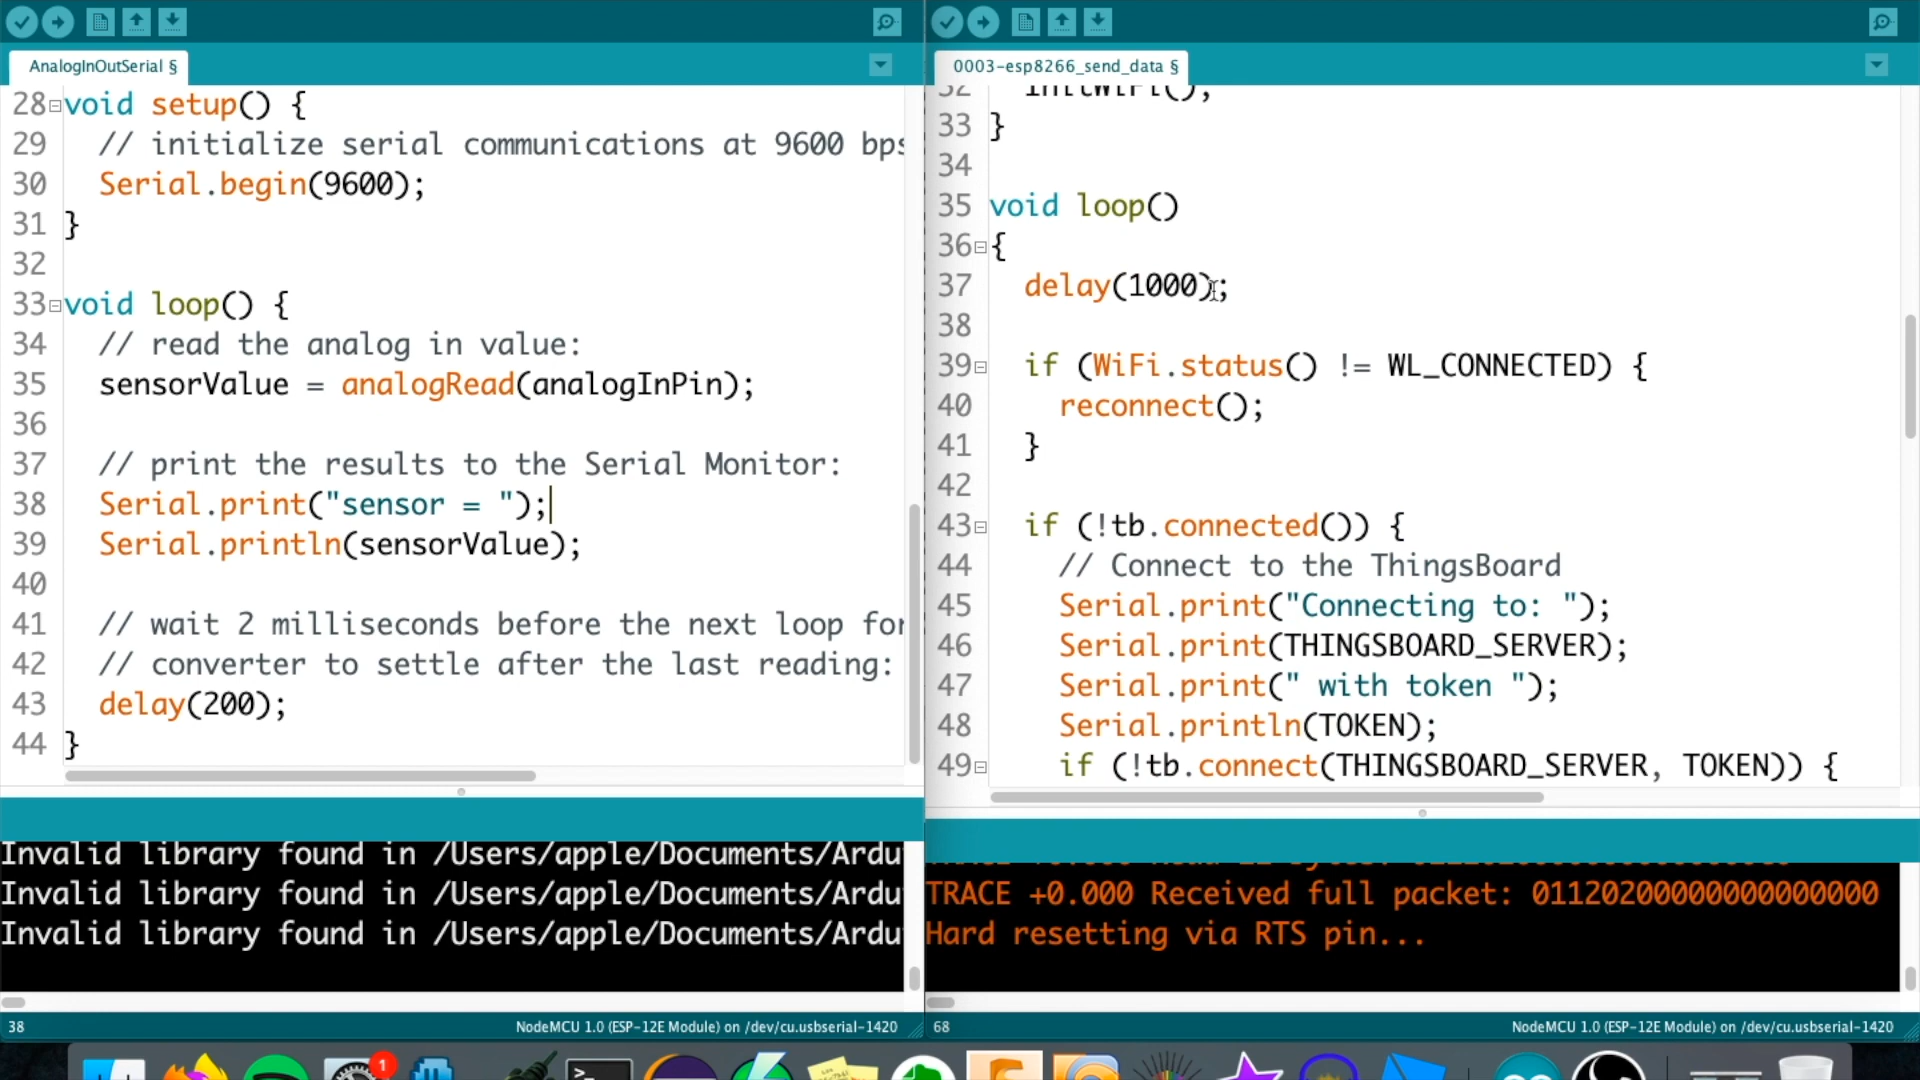 AnalogInOutSerial §
28 void setup() {
29 // initialize serial communications at 9600 bps
30 Serial.begin(9600);
31 }
32
33 void loop() {
34 // read the analog in value:
35 sensorValue = analogRead(analogInPin);
36
37 // print the results to the Serial Monitor:
38 Serial.print("sensor = ");
39 Serial.println(sensorValue);
40
41 // wait 2 milliseconds before the next loop for
42 // converter to settle after the last reading:
43 delay(200);
44 }
Invalid library found in /Users/apple/Documents/Ardu
Invalid library found in /Users/apple/Documents/Ardu
Invalid library found in /Users/apple/Documents/Ardu
38 NodeMCU 1.0 (ESP-12E Module) on /dev/cu.usbserial-1420
0003-esp8266_send_data §
32 InitWiFi();
33 }
34
35 void loop()
36 {
37 delay(1000);
38
39 if (WiFi.status() != WL_CONNECTED) {
40 reconnect();
41 }
42
43 if (!tb.connected()) {
44 // Connect to the ThingsBoard
45 Serial.print("Connecting to: ");
46 Serial.print(THINGSBOARD_SERVER);
47 Serial.print(" with token ");
48 Serial.println(TOKEN);
49 if (!tb.connect(THINGSBOARD_SERVER, TOKEN)) {
TRACE +0.000 Received full packet: 01120200000000000000
Hard resetting via RTS pin...
68 NodeMCU 1.0 (ESP-12E Module) on /dev/cu.usbserial-1420
1